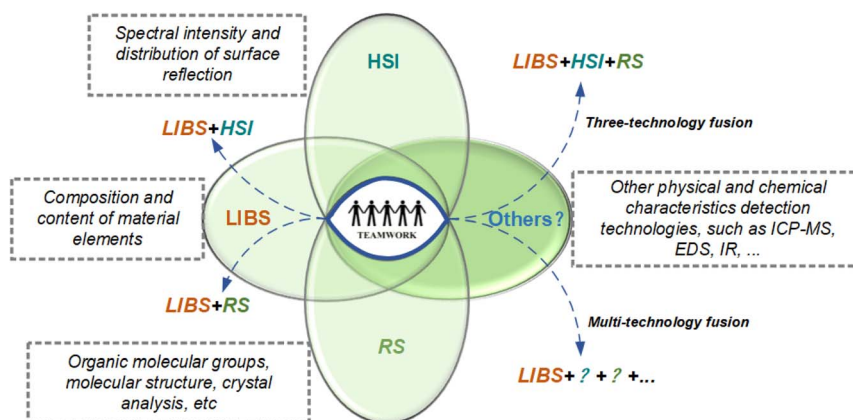 Spectral intensity and
distribution of surface
reflection
HSI
LIBS+HSI+RS
Three-technology fusion
LIBS+HSI
Composition and
content of material
elements
LIBS
TEAMWORK
Others?
Other physical and chemical
characteristics detection
technologies, such as ICP-MS,
EDS, IR, ...
LIBS+RS
Multi-technology fusion
RS
Organic molecular groups,
molecular structure, crystal
analysis, etc
LIBS+ ? + ? +...